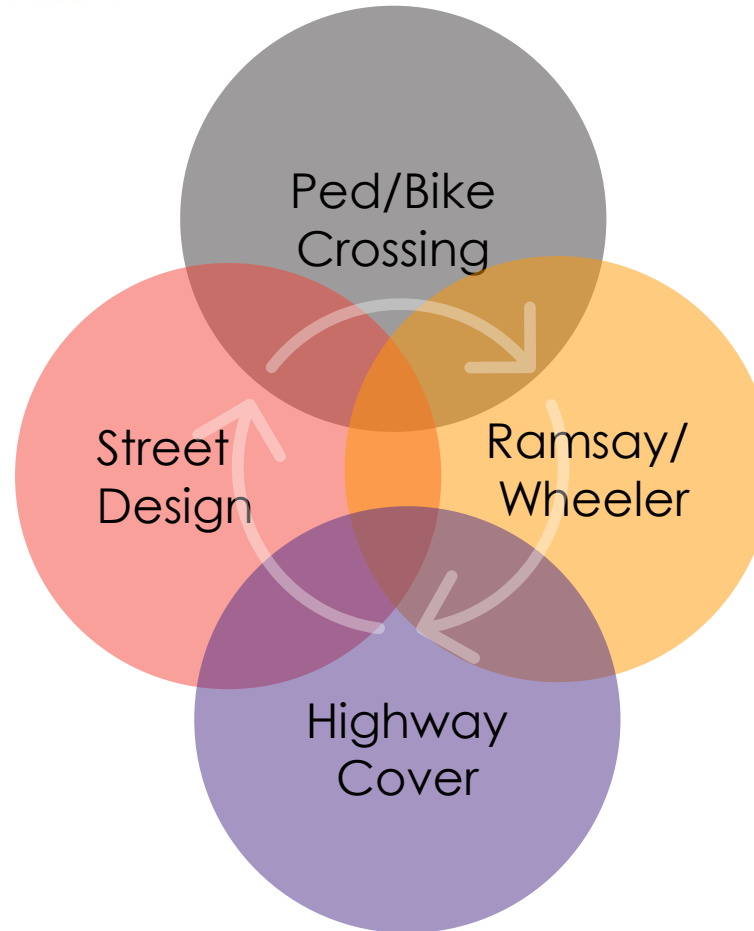 Ped/Bike
Crossing
Street
Design
Ramsay/
Wheeler
Highway
Cover